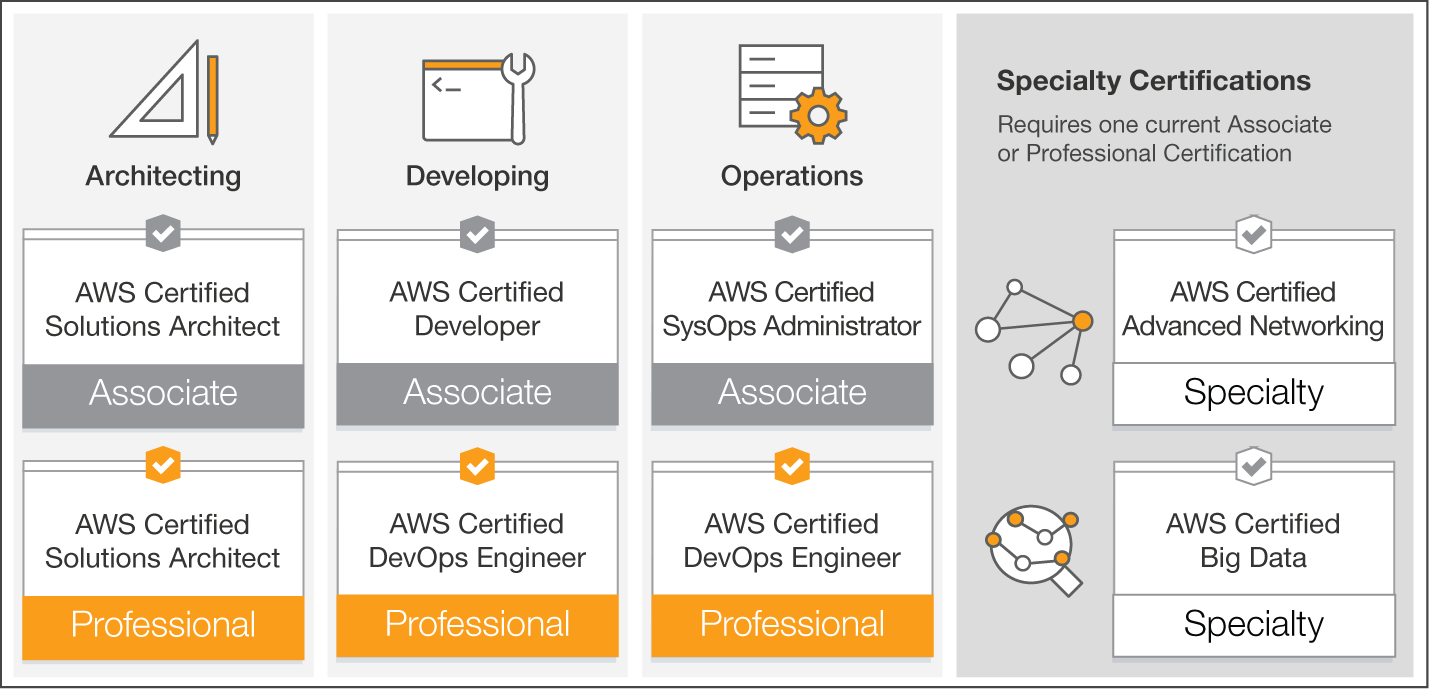 Architecting
AWS Certified
Solutions Architect
Associate
AWS Certified
Solutions Architect
Professional
Developing
AWS Certified
Developer
Associate
AWS Certified
DevOps Engineer
Professional
Operations
AWS Certified
SysOps Administrator
Associate
AWS Certified
DevOps Engineer
Professional
Specialty Certifications
Requires one current Associate
or Professional Certification
AWS Certified
Advanced Networking
Specialty
AWS Certified
Big Data
Specialty